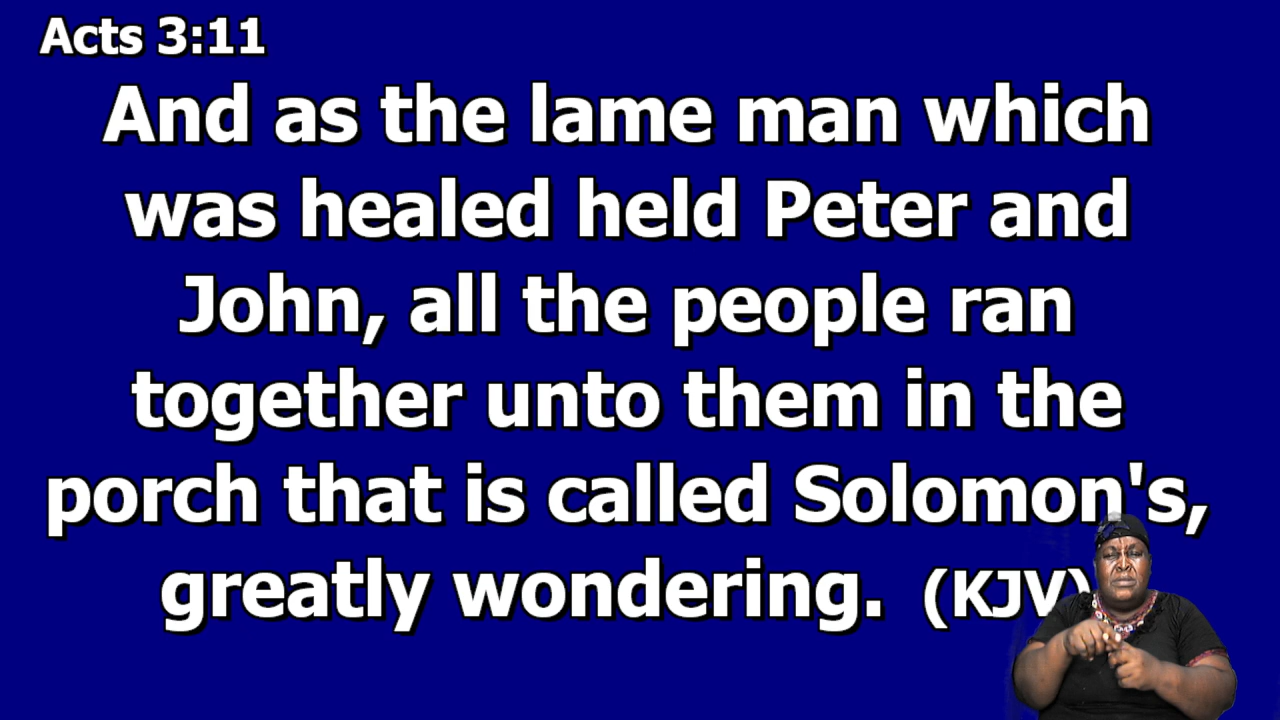 Acts 3:11
And as the lame man which
was healed held Peter and
John, all the people ran
together unto them in the
porch that is called Solomon's,
greatly wondering. (KJV)